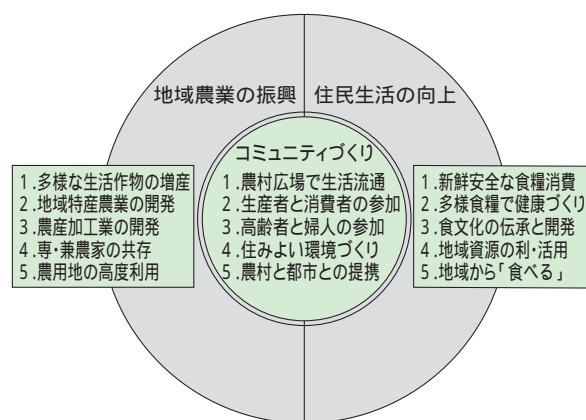 地域農業の振興
住民生活の向上
コミュニティづくり
1.農村広場で生活流通
2.生産者と消費者の参加
3.高齢者と婦人の参加
4.住みよい環境づくり
5.農村と都市との提携
1.多様な生活作物の増産
2.地域特産農業の開発
3.農産加工業の開発
4.専・兼農家の共存
5.農用地の高度利用
1.新鮮安全な食糧消費
2.多様食糧で健康づくり
3.食文化の伝承と開発
4.地域資源の利・活用
5.地域から「食べる」